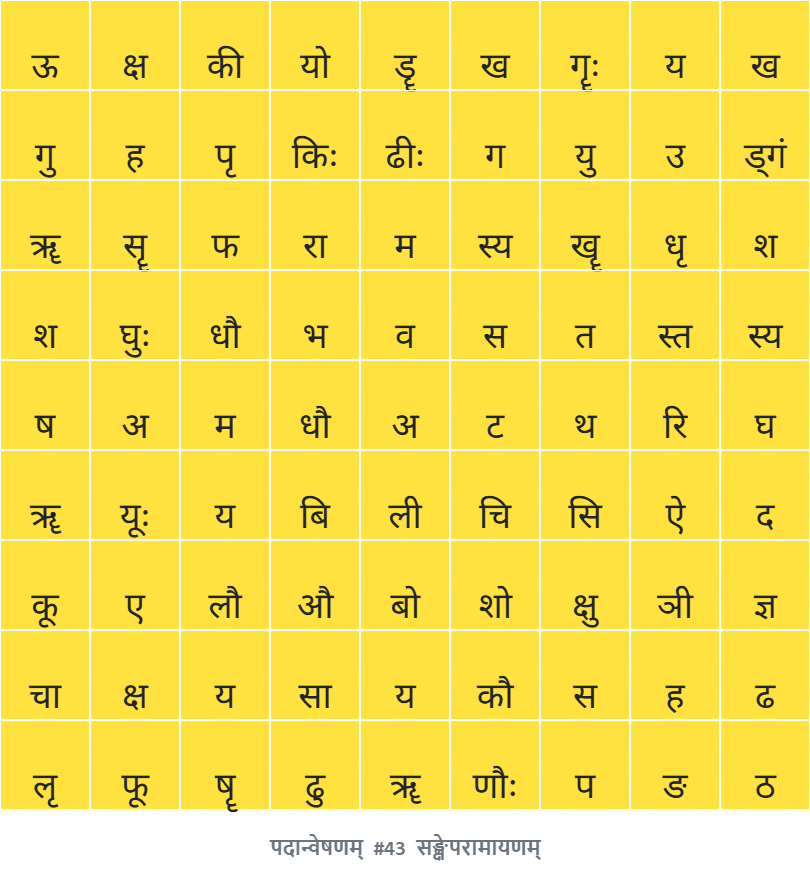 ऊ क्ष की यो डॄ ख गॄः य ख
गु ह पृ किः ढीः ग यु उ ड्गं
ॠ सॄ फ रा म स्य खॄ धृ श
श घुः धौ भ व स त स्त स्य
ष अ म धौ अ ट थ रि घ
ॠ यूः य बि ली चि सि ऐ द
कू ए लौ औ बो शो क्षु ञी ज्ञ
चा क्ष य सा य कौ स ह ढ
लृ फू षॄ ढु ॠ णौः प ङ ठ
पदान्वेषणम् #43 सङ्क्षेपरामायणम्